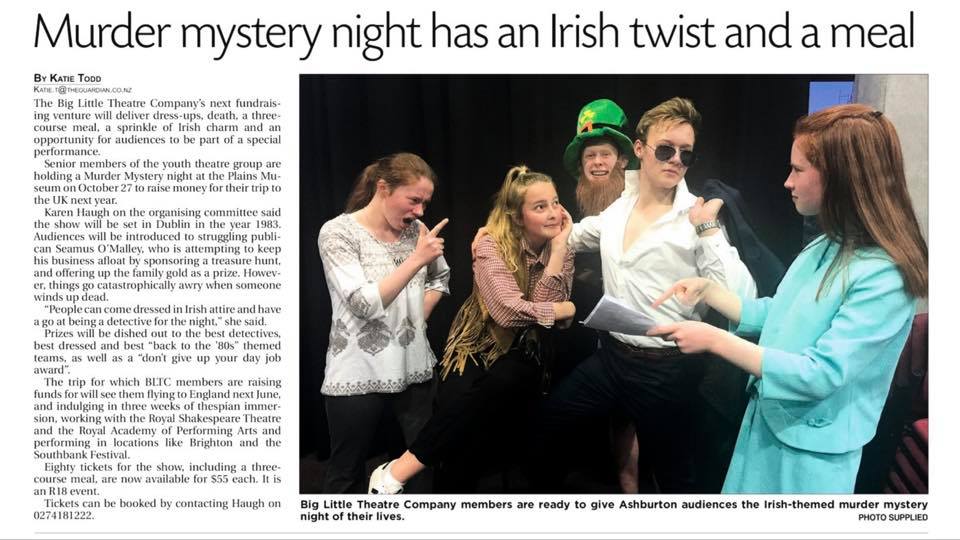 Murder mystery night has an Irish twist and a meal
BY KATIE TODD
KATIE.T@THEGUARDIAN.CO.NZ
The Big Little Theatre Company's next fundrais-
ing venture will deliver dress-ups, death, a three-
course meal, a sprinkle of Irish charm and an
opportunity for audiences to be part of a special
performance.
Senior members of the youth theatre group are
holding a Murder Mystery night at the Plains Mu-
seum on October 27 to raise money for their trip to
the UK next year.
Karen Haugh on the organising committee said
the show will be set in Dublin in the year 1983.
Audiences will be introduced to struggling publi-
can Seamus O'Malley, who is attempting to keep
his business afloat by sponsoring a treasure hunt,
and offering up the family gold as a prize. Howev-
er, things go catastrophically awry when someone
winds up dead.
"People can come dressed in Irish attire and have
a go at being a detective for the night," she said.
Prizes will be dished out to the best detectives,
best dressed and best "back to the '80s" themed
teams, as well as a "don't give up your day job
award".
The trip for which BLTC members are raising
funds for will see them flying to England next June,
and indulging in three weeks of thespian immer-
sion, working with the Royal Shakespeare Theatre
and the Royal Academy of Performing Arts and
performing in locations like Brighton and the
Southbank Festival.
Eighty tickets for the show, including a three-
course meal, are now available for $55 each. It is
an R18 event.
Tickets can be booked by contacting Haugh on
0274181222.
Big Little Theatre Company members are ready to give Ashburton audiences the Irish-themed murder mystery
night of their lives.
PHOTO SUPPLIED